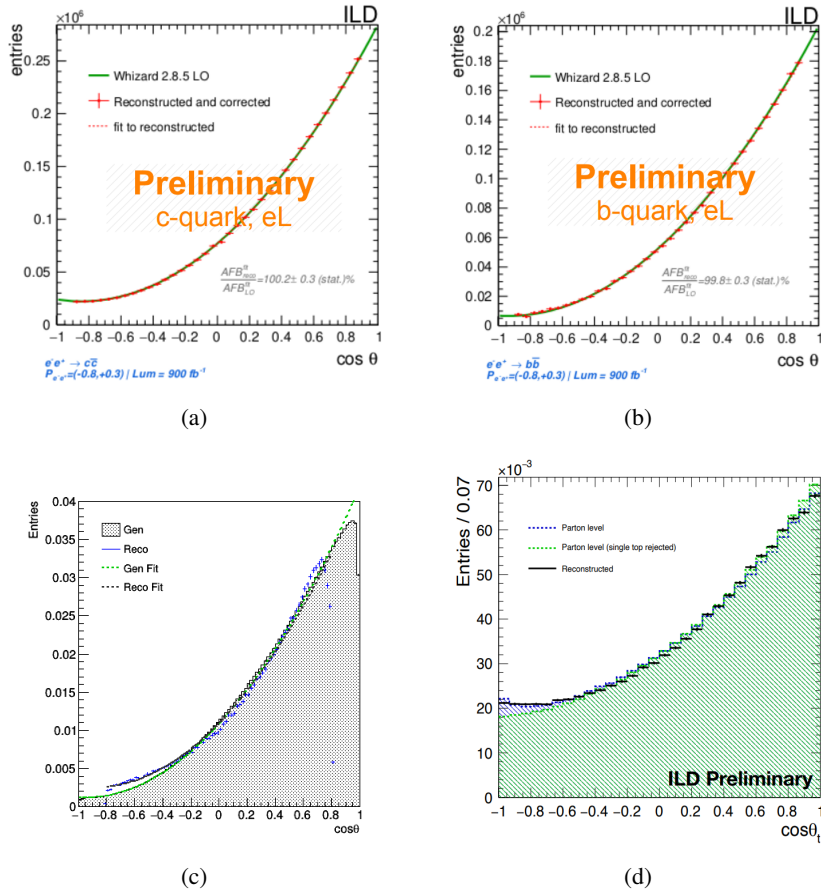 ×10⁶
ILD
entries
0.25
0.2
0.15
0.1
0.05
0
Whizard 2.8.5 LO
Reconstructed and corrected
fit to reconstructed
Preliminary
c-quark, eL
=100.2± 0.3 (stat.)%
−1 −0.8 −0.6 −0.4 −0.2 0 0.2 0.4 0.6 0.8 1
cos θ
e⁻e⁺ → cc̅
=(-0.8,+0.3) | Lum = 900 fb⁻¹
(a)
×10⁶
ILD
entries
0.2
0.18
0.16
0.14
0.12
0.1
0.08
0.06
0.04
0.02
0
Whizard 2.8.5 LO
Reconstructed and corrected
fit to reconstructed
Preliminary
b-quark, eL
=99.8± 0.3 (stat.)%
−1 −0.8 −0.6 −0.4 −0.2 0 0.2 0.4 0.6 0.8 1
cos θ
e⁻e⁺ → bb̅
=(-0.8,+0.3) | Lum = 900 fb⁻¹
(b)
Entries
0.04
0.035
0.03
0.025
0.02
0.015
0.01
0.005
0
Gen
Reco
Gen Fit
Reco Fit
−1 −0.8 −0.6 −0.4 −0.2 0 0.2 0.4 0.6 0.8 1
cosθ
(c)
×10⁻³
Entries / 0.07
70
60
50
40
30
20
10
0
Parton level
Parton level (single top rejected)
Reconstructed
ILD Preliminary
−1 −0.8 −0.6 −0.4 −0.2 0 0.2 0.4 0.6 0.8 1
cosθₜ
(d)